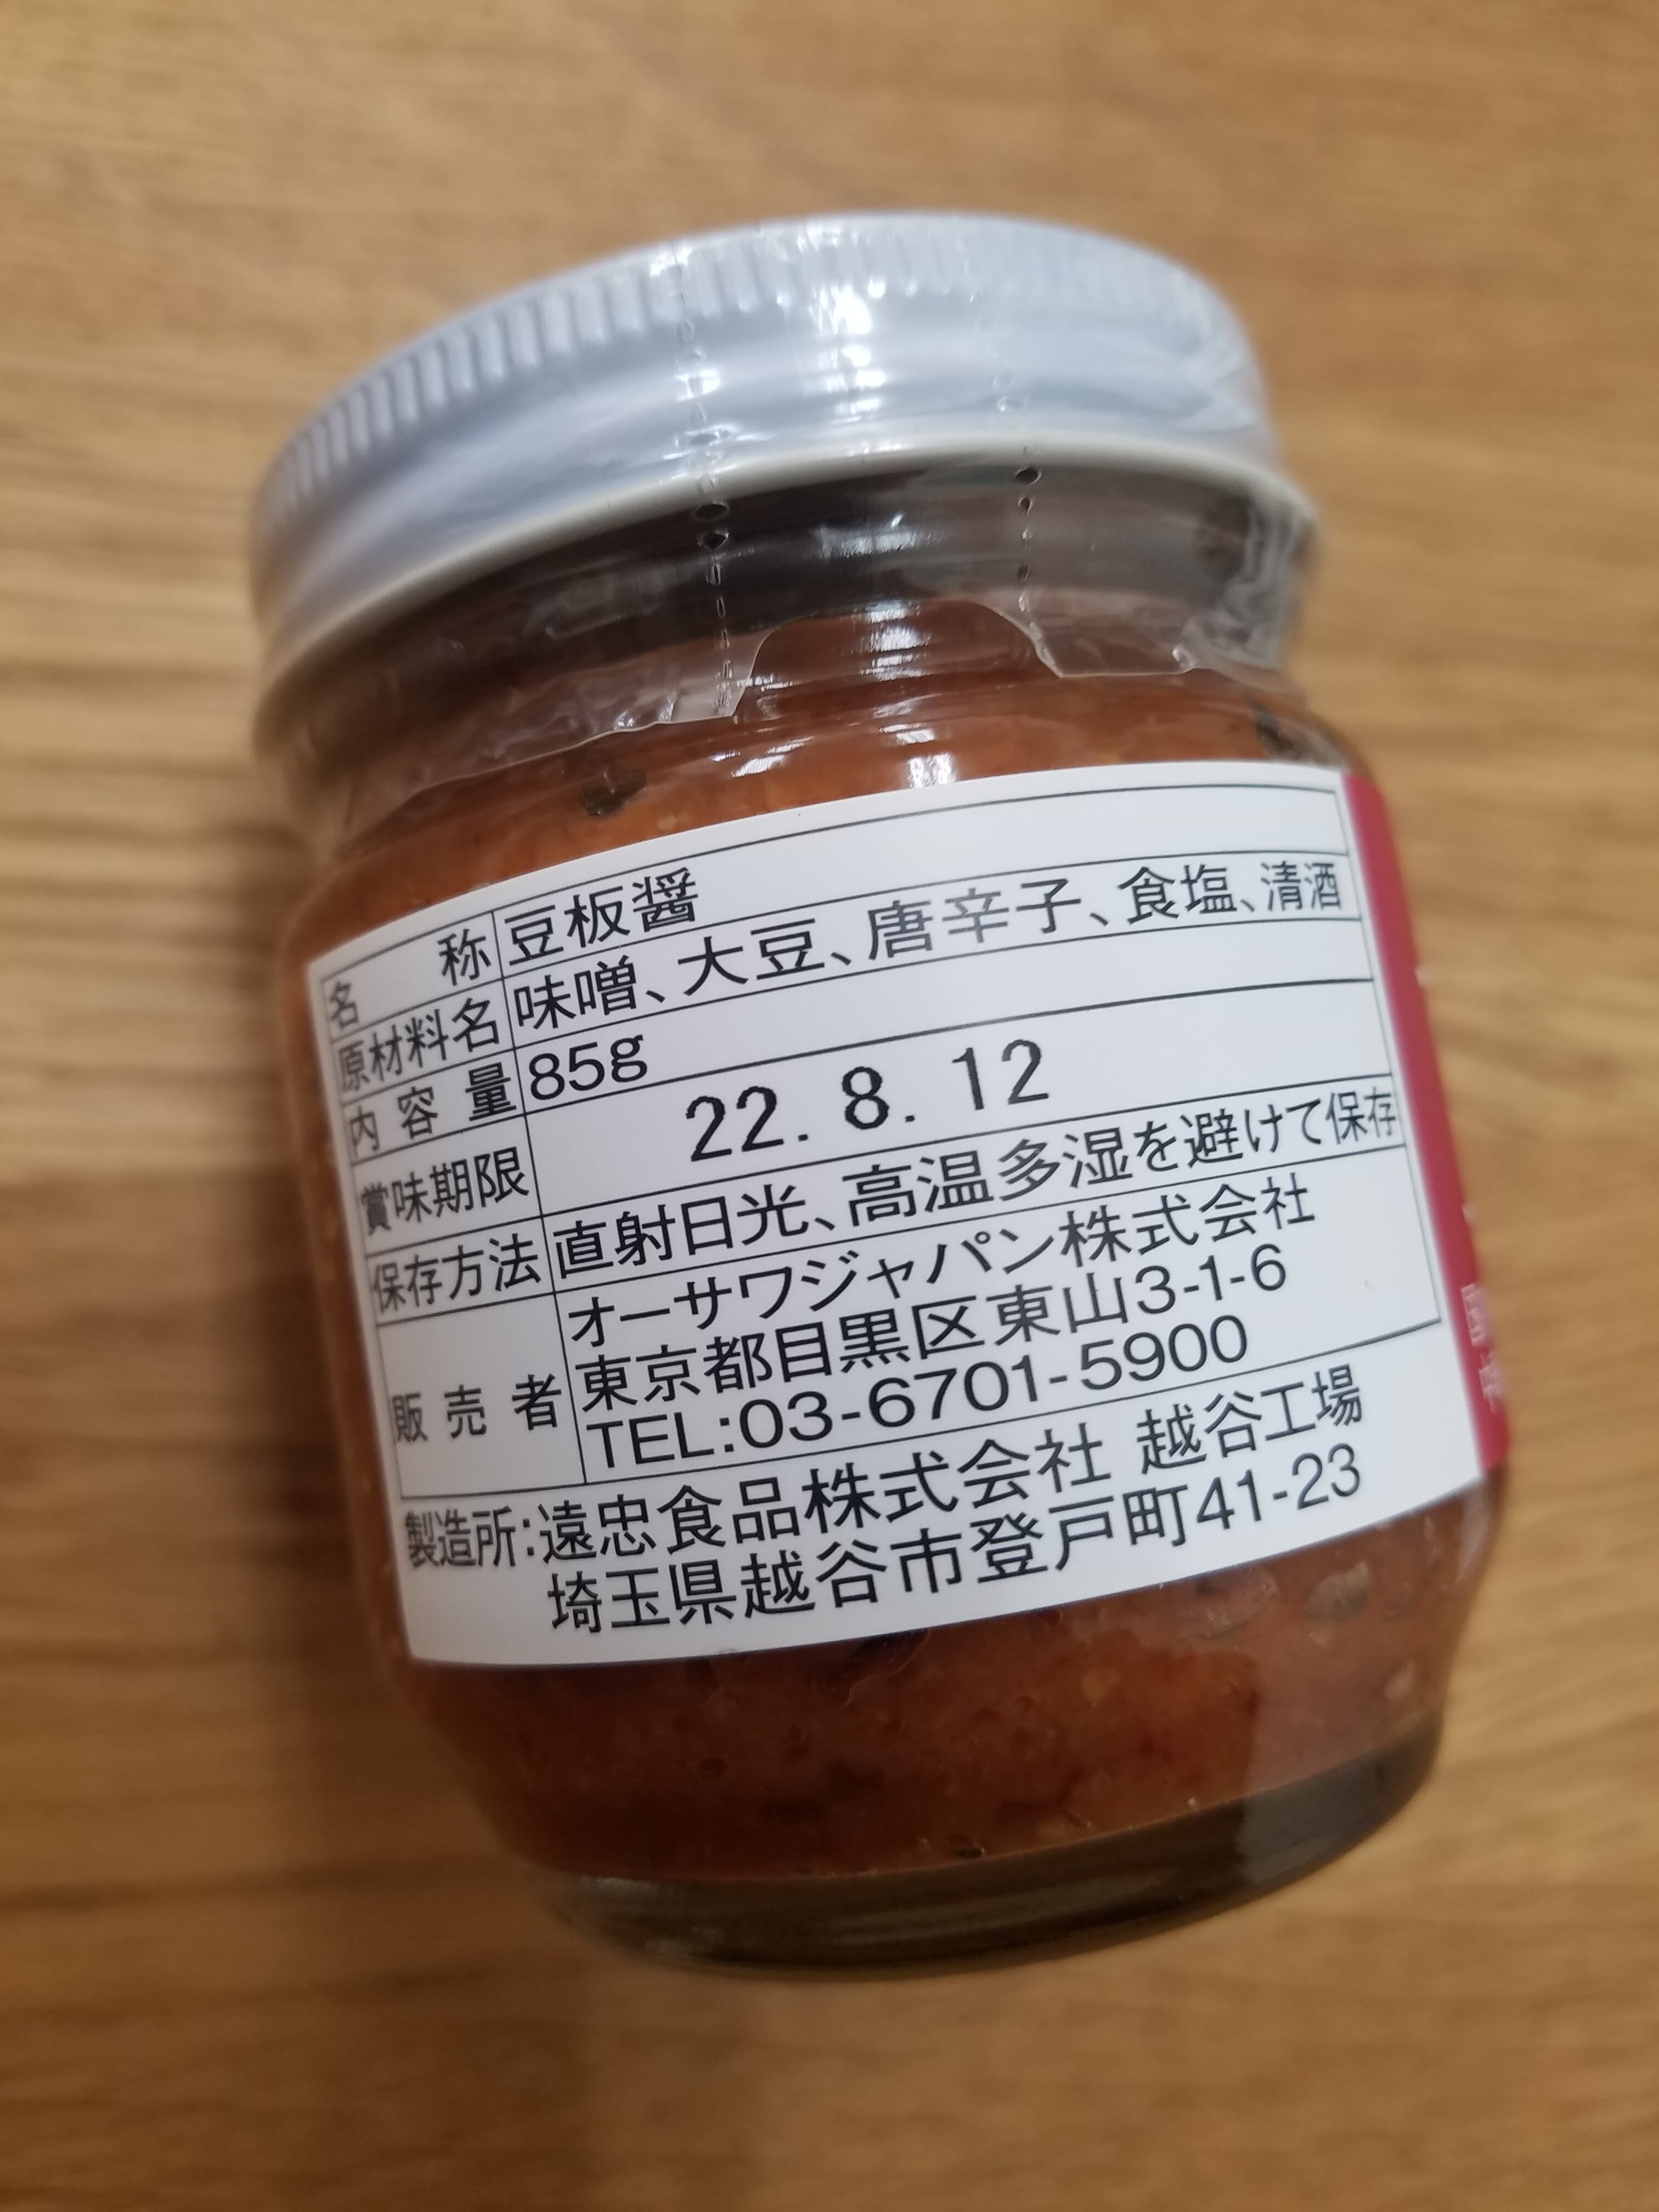 名称 豆板醤
原材料名 味噌、大豆、唐辛子、食塩、清酒
内容量 85g
賞味期限 22. 8. 12
保存方法 直射日光、高温多湿を避けて保存
販売者 オーサワジャパン株式会社
東京都目黒区東山3-1-6
TEL:03-6701-5900
製造所:遠忠食品株式会社 越谷工場
埼玉県越谷市登戸町41-23